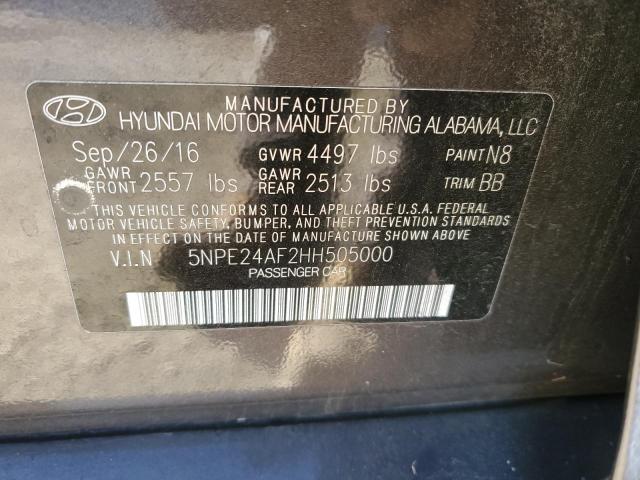 MANUFACTURED BY
HYUNDAI MOTOR MANUFACTURING ALABAMA, LLC
Sep/26/16 GVWR 4497 lbs PAINT N8
GAWR FRONT 2557 lbs GAWR REAR 2513 lbs TRIM BB
THIS VEHICLE CONFORMS TO ALL APPLICABLE U.S.A. FEDERAL
MOTOR VEHICLE SAFETY, BUMPER, AND THEFT PREVENTION STANDARDS
IN EFFECT ON THE DATE OF MANUFACTURE SHOWN ABOVE
V.I.N 5NPE24AF2HH505000
PASSENGER CAR